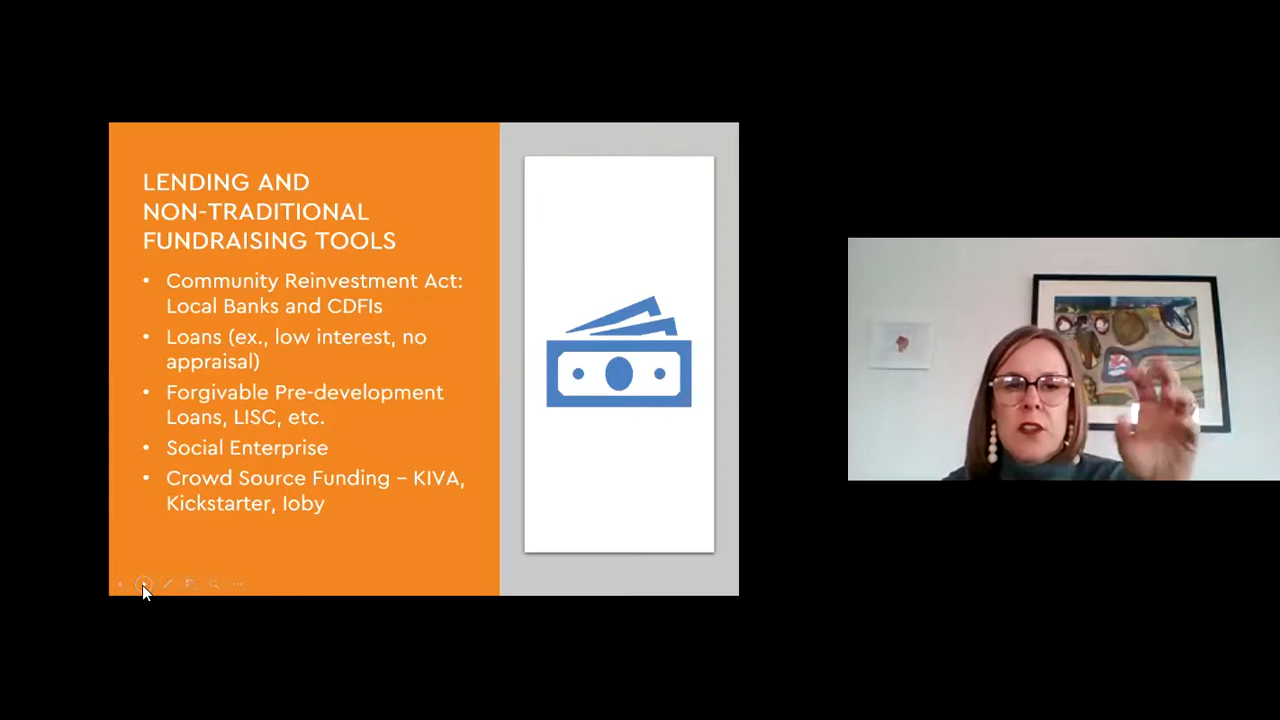 LENDING AND
NON-TRADITIONAL
FUNDRAISING TOOLS
• Community Reinvestment Act:
Local Banks and CDFIs
• Loans (ex., low interest, no
appraisal)
• Forgivable Pre-development
Loans, LISC, etc.
• Social Enterprise
• Crowd Source Funding – KIVA,
Kickstarter, Ioby